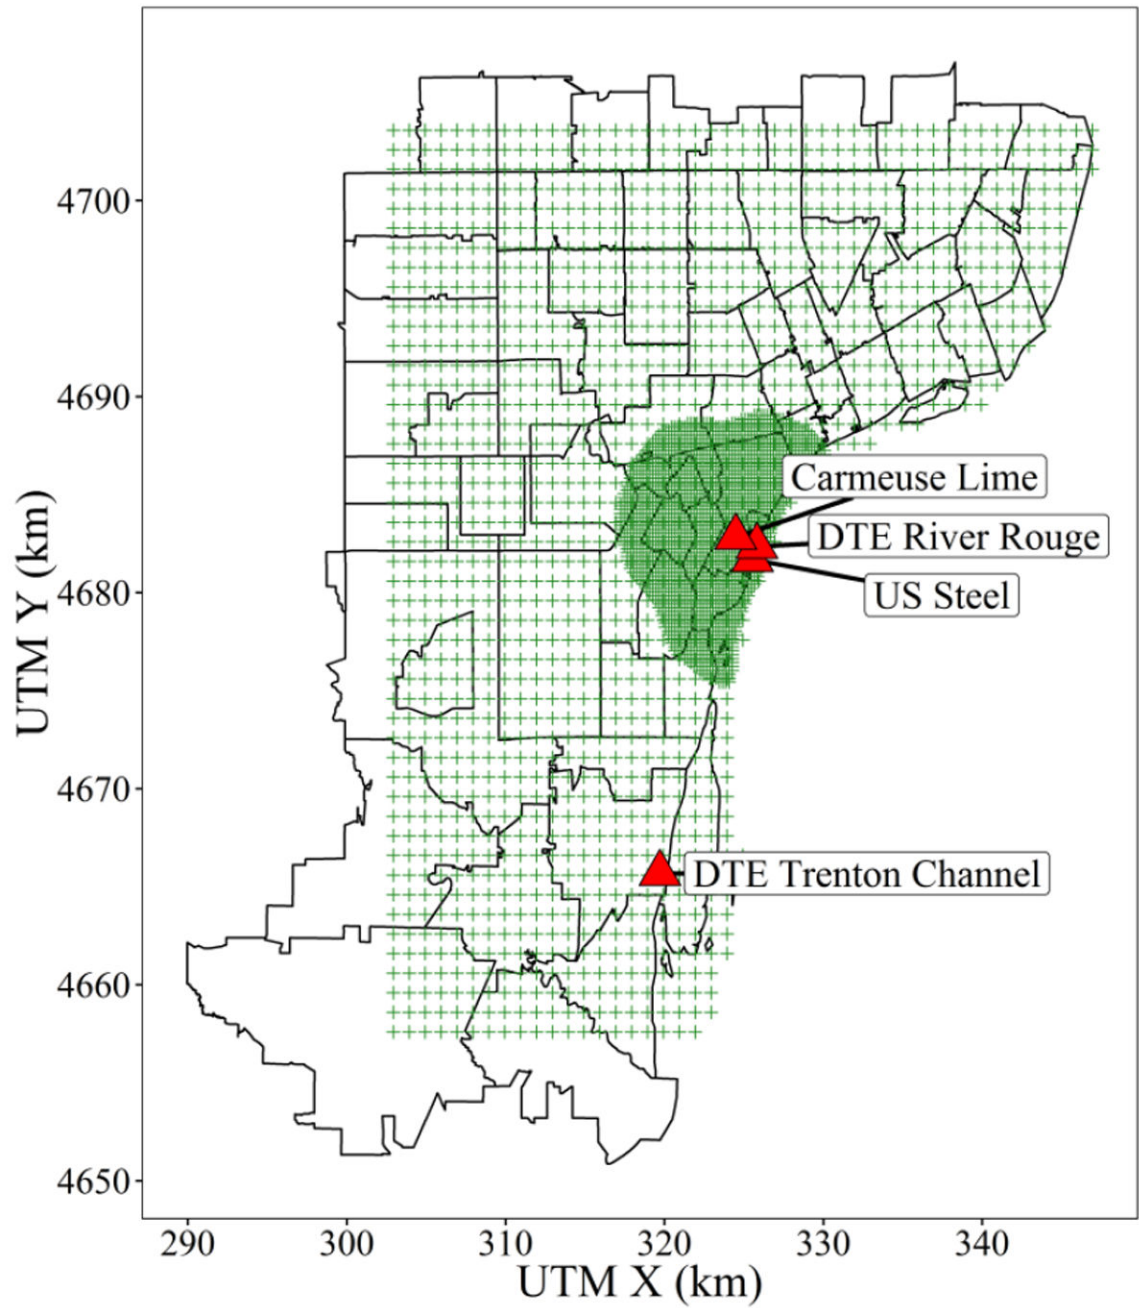 4700
4690
4680
4670
4660
4650
UTM Y (km)
Carmeuse Lime
DTE River Rouge
US Steel
DTE Trenton Channel
290
300
310
320
330
340
UTM X (km)